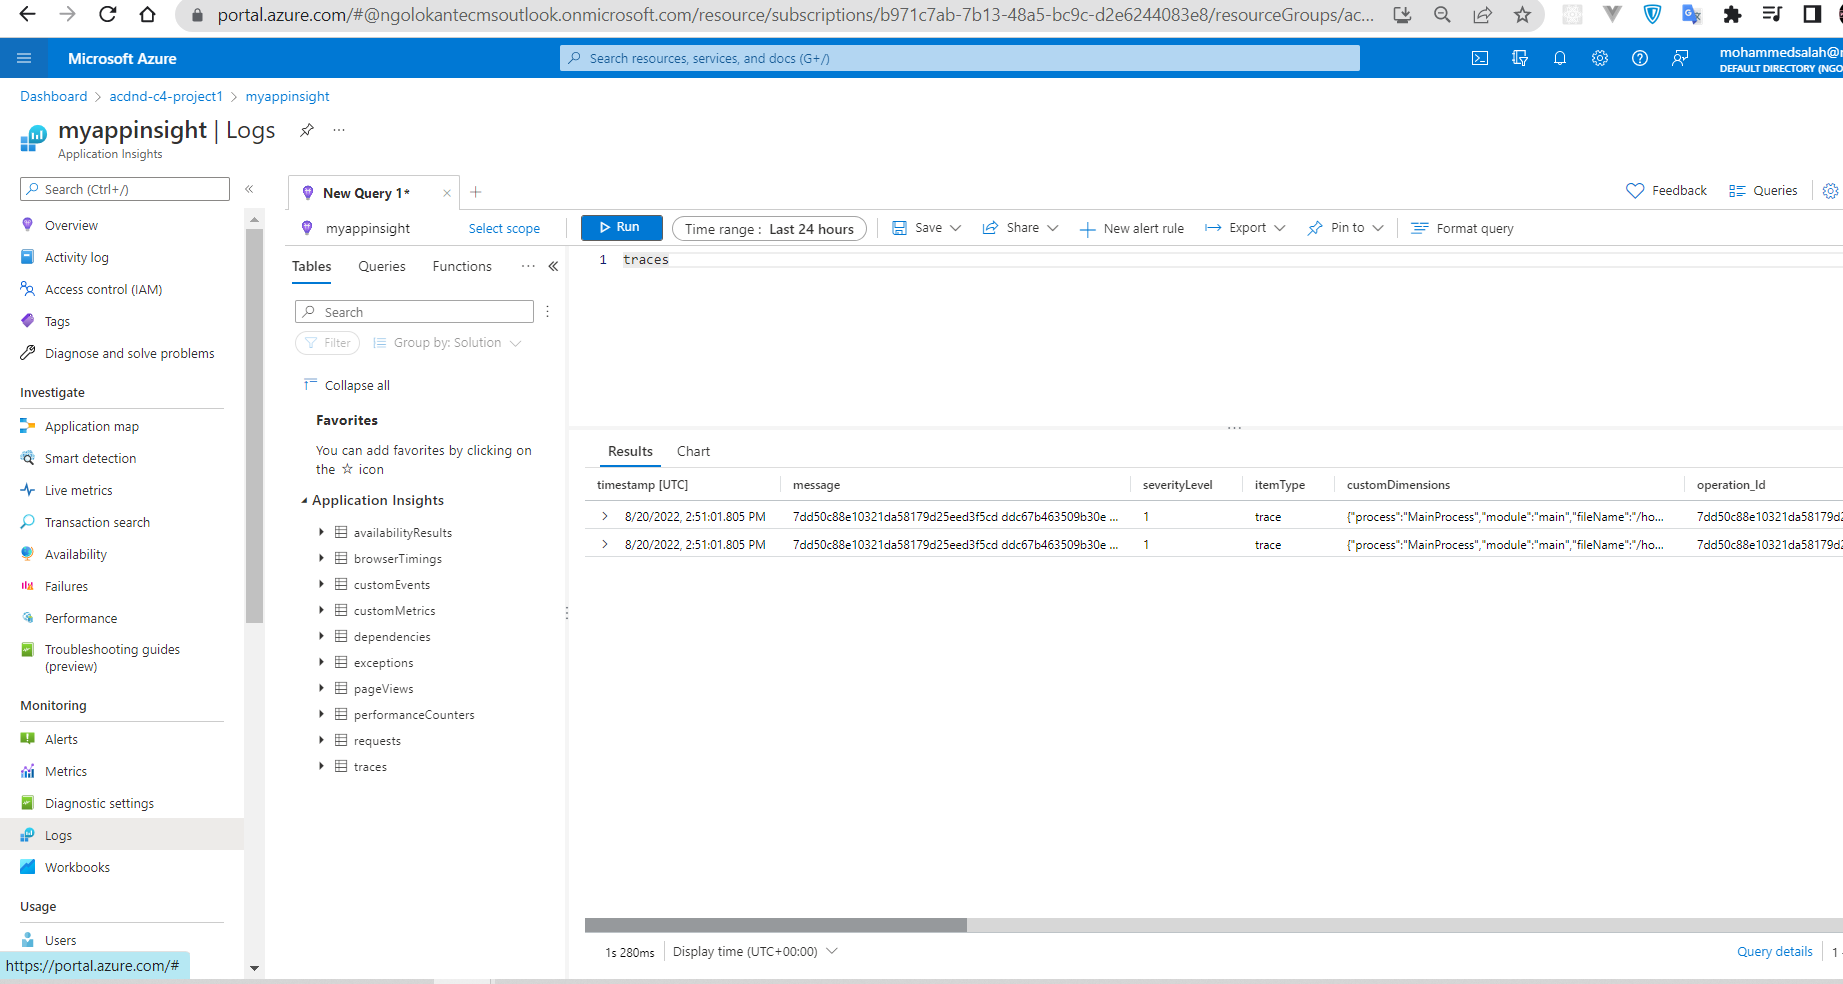 portal.azure.com/#@ngolokantecmsoutlook.onmicrosoft.com/resource/subscriptions/b971c7ab-7b13-48a5-bc9c-d2e6244083e8/resourceGroups/ac...
Microsoft Azure
Search resources, services, and docs (G+/)
mohammedsalah@
DEFAULT DIRECTORY (NGO
Dashboard > acdnd-c4-project1 > myappinsight
myappinsight | Logs
Application Insights
Search (Ctrl+/)
Overview
Activity log
Access control (IAM)
Tags
Diagnose and solve problems
Investigate
Application map
Smart detection
Live metrics
Transaction search
Availability
Failures
Performance
Troubleshooting guides
(preview)
Monitoring
Alerts
Metrics
Diagnostic settings
Logs
Workbooks
Usage
Users
https://portal.azure.com/#
New Query 1*
Feedback Queries
myappinsight Select scope
Run Time range : Last 24 hours Save Share New alert rule Export Pin to Format query
Tables Queries Functions
Search
Filter Group by: Solution
Collapse all
Favorites
You can add favorites by clicking on
the ☆ icon
Application Insights
availabilityResults
browserTimings
customEvents
customMetrics
dependencies
exceptions
pageViews
performanceCounters
requests
traces
1 traces
Results Chart
timestamp [UTC] message severityLevel itemType customDimensions operation_Id
8/20/2022, 2:51:01.805 PM 7dd50c88e10321da58179d25eed3f5cd ddc67b463509b30e ... 1 trace {"process":"MainProcess","module":"main","fileName":"/ho... 7dd50c88e10321da58179d2
8/20/2022, 2:51:01.805 PM 7dd50c88e10321da58179d25eed3f5cd ddc67b463509b30e ... 1 trace {"process":"MainProcess","module":"main","fileName":"/ho... 7dd50c88e10321da58179d2
1s 280ms Display time (UTC+00:00) Query details 1